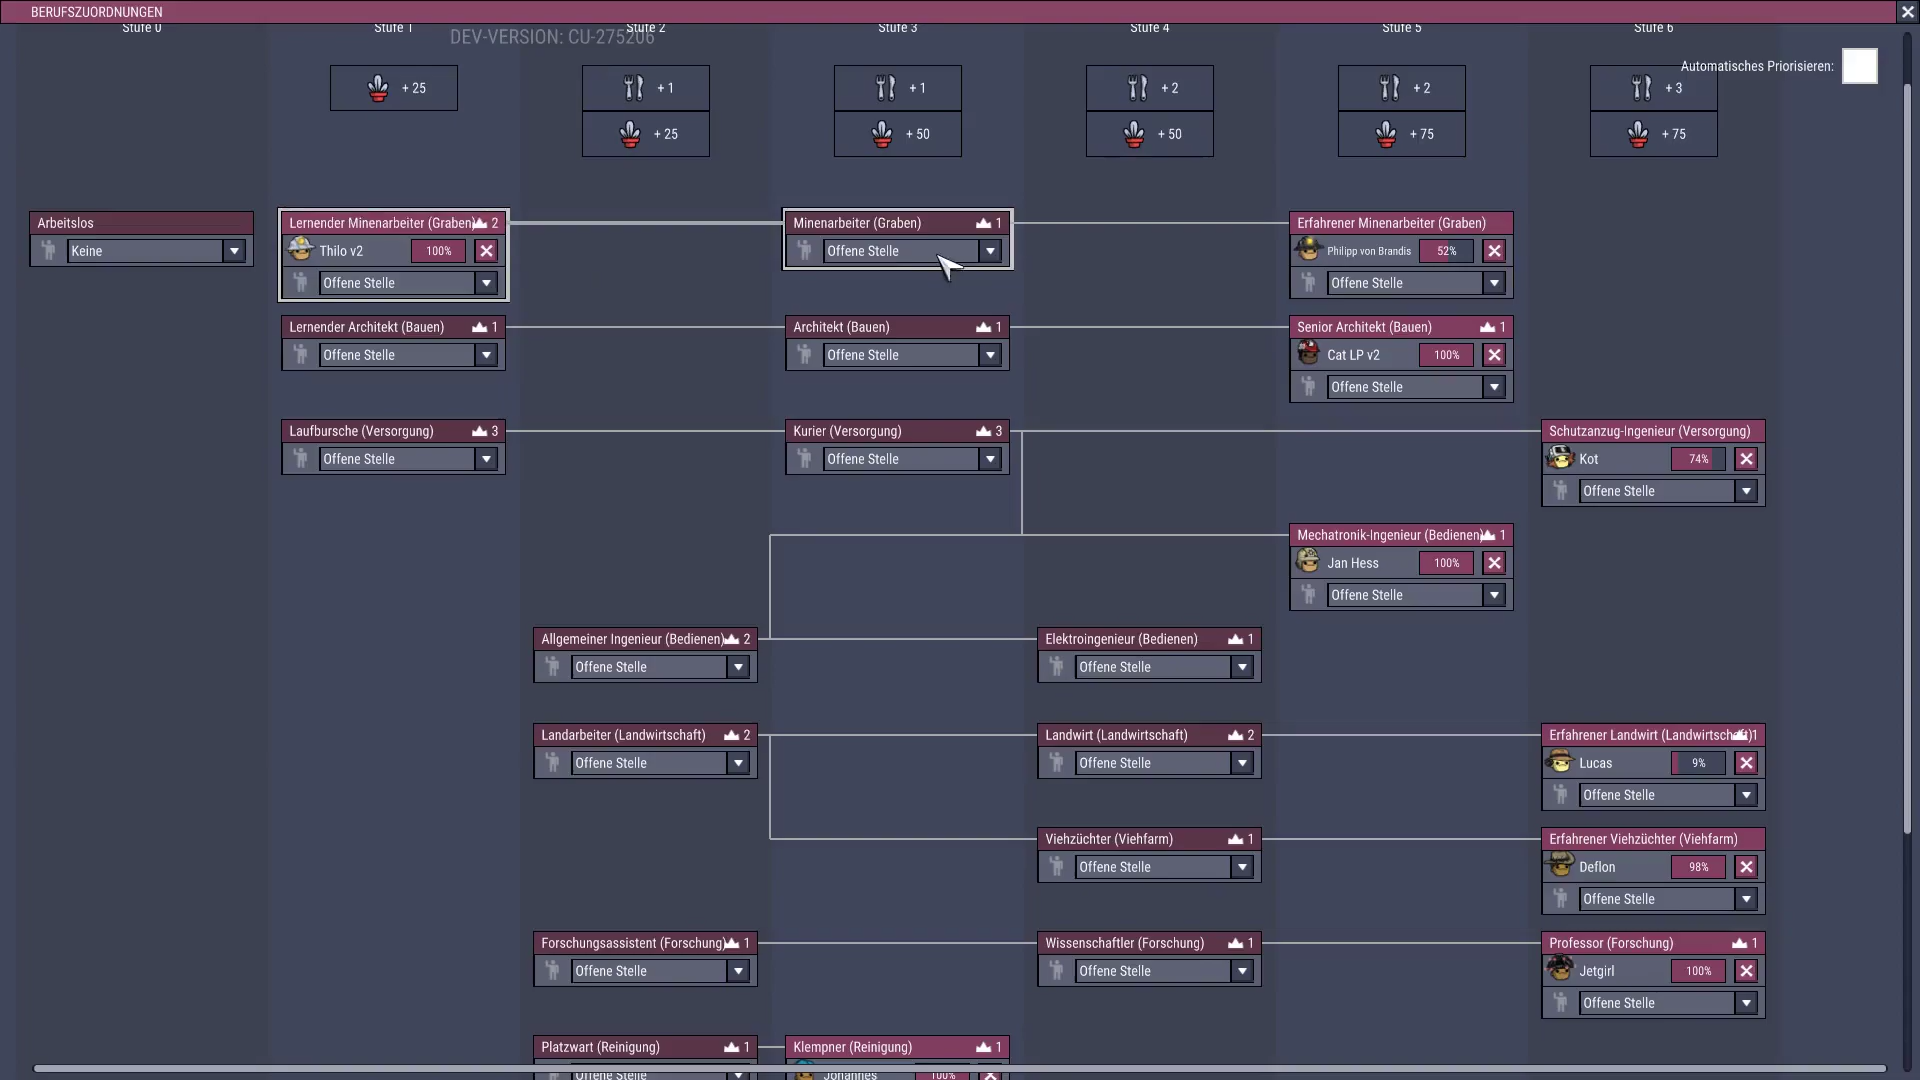 BERUFSZUORDNUNGEN
Stufe 0
Stufe 1
Stufe 2
Stufe 3
Stufe 4
Stufe 5
Stufe 6
DEV-VERSION: CU-275206
Automatisches Priorisieren:
+ 25
+ 1
+ 1
+ 2
+ 2
+ 3
+ 25
+ 50
+ 50
+ 75
+ 75
Arbeitslos
Keine
Lernender Minenarbeiter (Graben) 2
Thilo v2 100%
Offene Stelle
Minenarbeiter (Graben) 1
Offene Stelle
Erfahrener Minenarbeiter (Graben)
Philipp von Brandis 52%
Offene Stelle
Lernender Architekt (Bauen) 1
Offene Stelle
Architekt (Bauen) 1
Offene Stelle
Senior Architekt (Bauen) 1
Cat LP v2 100%
Offene Stelle
Laufbursche (Versorgung) 3
Offene Stelle
Kurier (Versorgung) 3
Offene Stelle
Schutzanzug-Ingenieur (Versorgung)
Kot 74%
Offene Stelle
Mechatronik-Ingenieur (Bedienen) 1
Jan Hess 100%
Offene Stelle
Allgemeiner Ingenieur (Bedienen) 2
Offene Stelle
Elektroingenieur (Bedienen) 1
Offene Stelle
Landarbeiter (Landwirtschaft) 2
Offene Stelle
Landwirt (Landwirtschaft) 2
Offene Stelle
Erfahrener Landwirt (Landwirtschaft) 1
Lucas 9%
Offene Stelle
Viehzüchter (Viehfarm) 1
Offene Stelle
Erfahrener Viehzüchter (Viehfarm)
Deflon 98%
Offene Stelle
Forschungsassistent (Forschung) 1
Offene Stelle
Wissenschaftler (Forschung) 1
Offene Stelle
Professor (Forschung) 1
Jetgirl 100%
Offene Stelle
Platzwart (Reinigung) 1
Offene Stelle
Klempner (Reinigung) 1
Johannes 100%